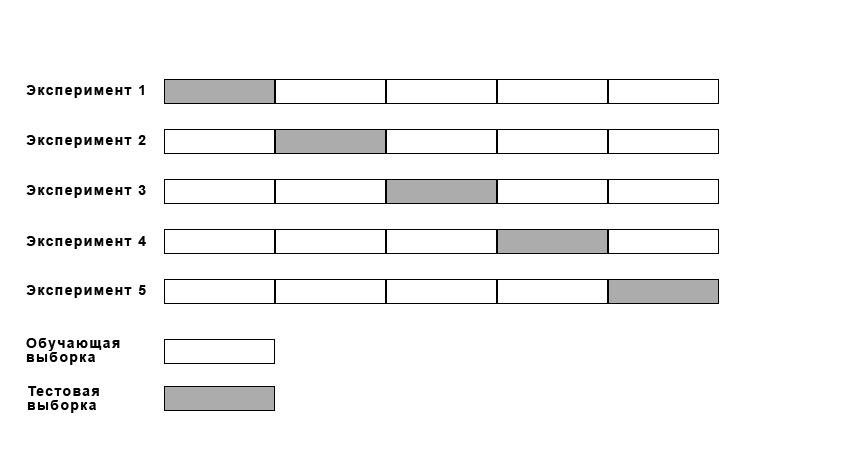 Эксперимент 1
Эксперимент 2
Эксперимент 3
Эксперимент 4
Эксперимент 5
Обучающая
выборка
Тестовая
выборка